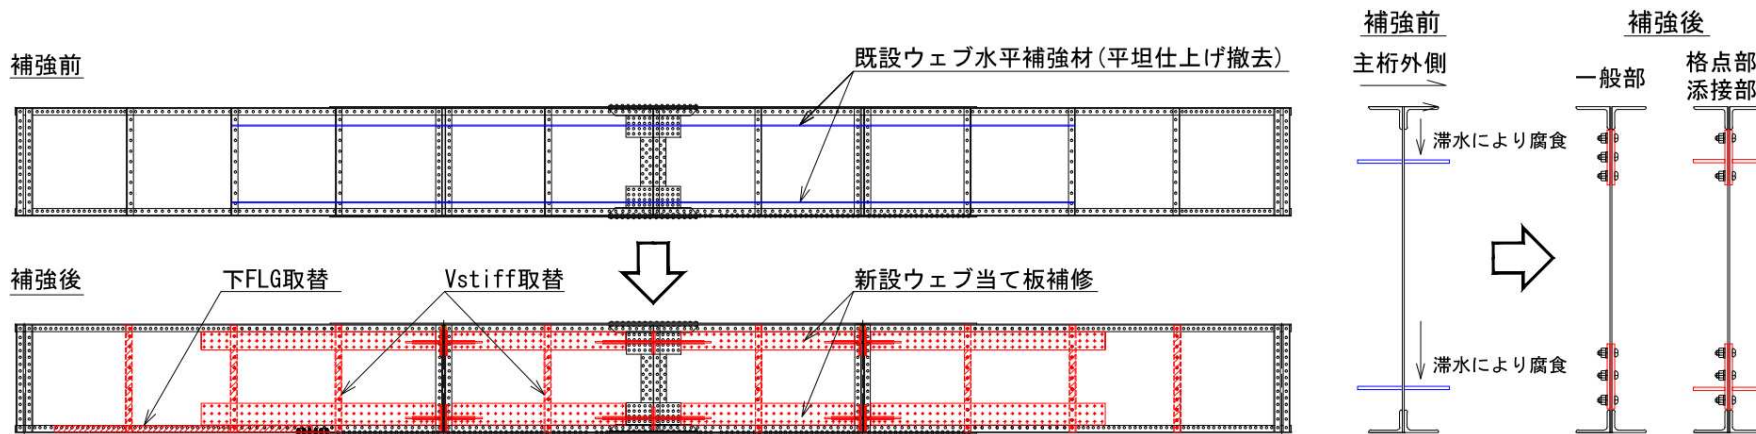 補強前
既設ウェブ水平補強材(平坦仕上げ撤去)
補強後
下FLG取替
Vstiff取替
新設ウェブ当て板補修
補強前
主桁外側
滞水により腐食
滞水により腐食
補強後
一般部
格点部
添接部